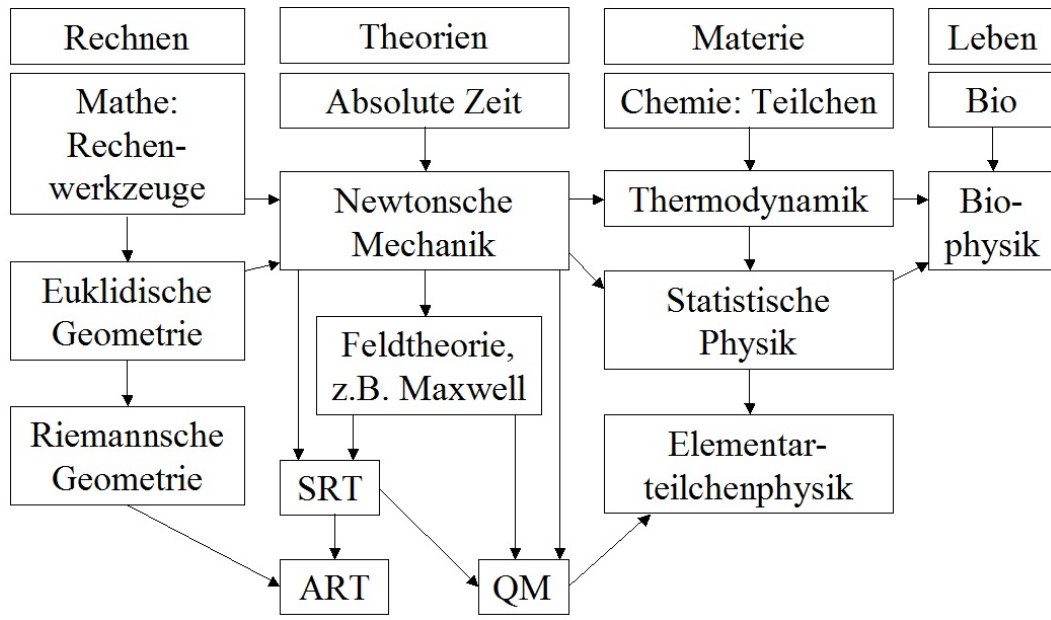 Rechnen
Theorien
Materie
Leben
Mathe:
Rechen-
werkzeuge
Absolute Zeit
Chemie: Teilchen
Bio
Newtonsche
Mechanik
Thermodynamik
Bio-
physik
Euklidische
Geometrie
Statistische
Physik
Feldtheorie,
z.B. Maxwell
Riemannsche
Geometrie
Elementar-
teilchenphysik
SRT
ART
QM